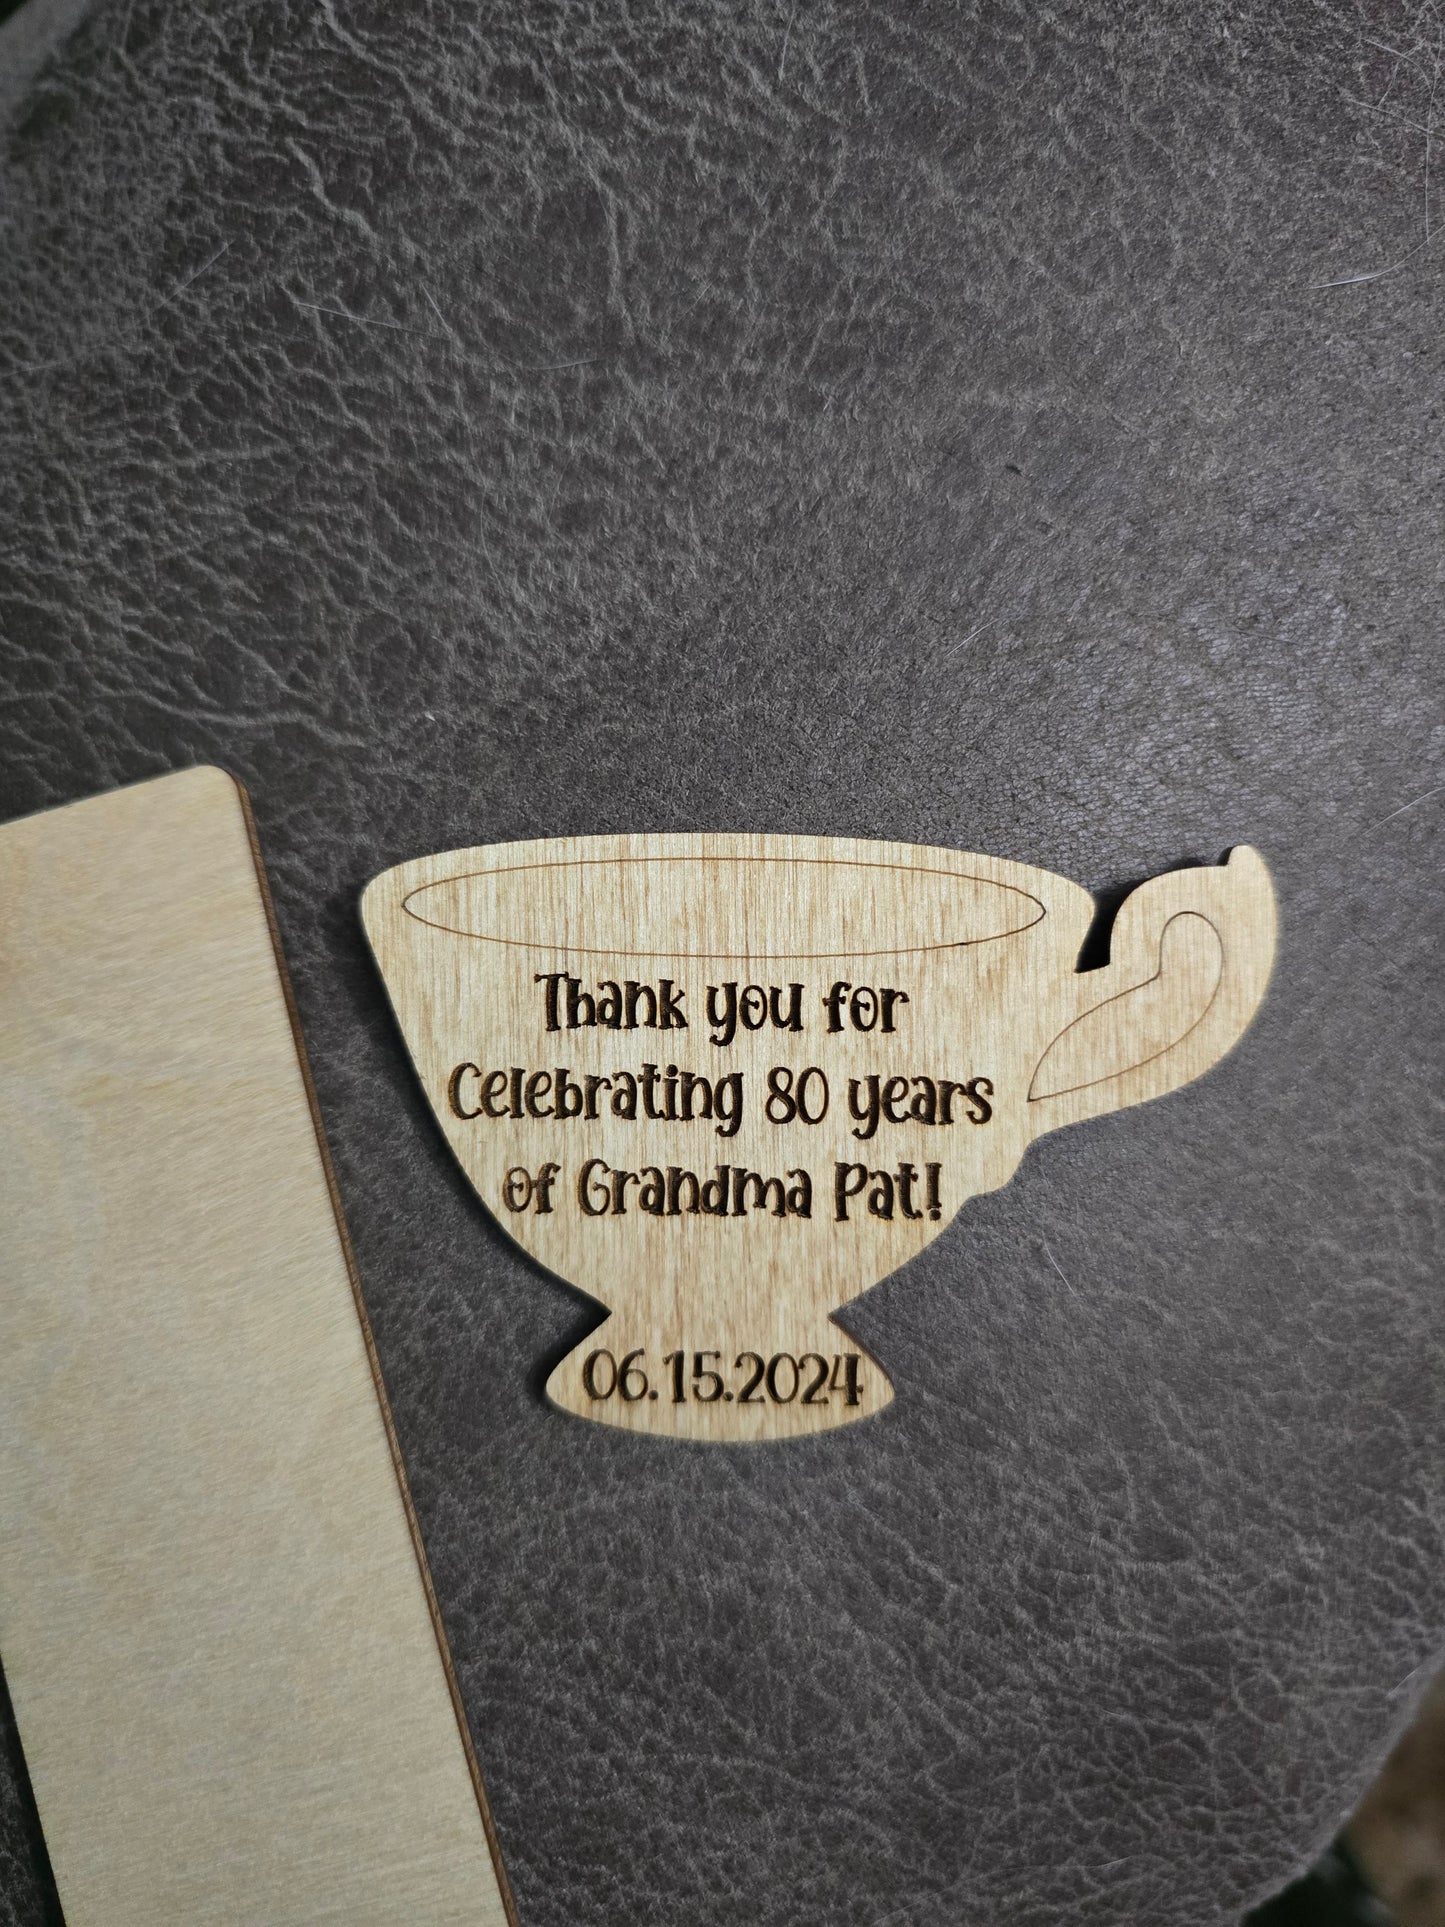 Thank you for
Celebrating 80 years
of Grandma Pat!
06.15.2024